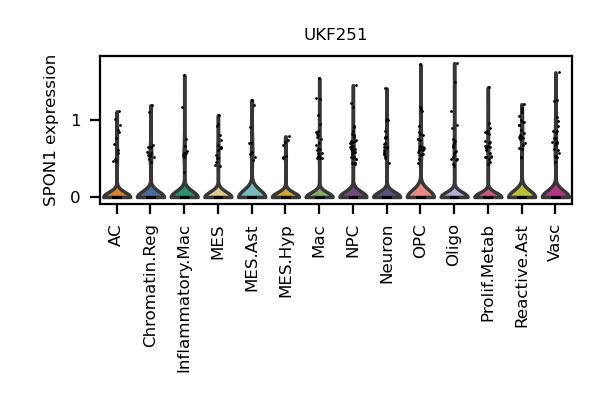 UKF251
SPON1 expression
1
0
AC
Chromatin.Reg
Inflammatory.Mac
MES
MES.Ast
MES.Hyp
Mac
NPC
Neuron
OPC
Oligo
Prolif.Metab
Reactive.Ast
Vasc